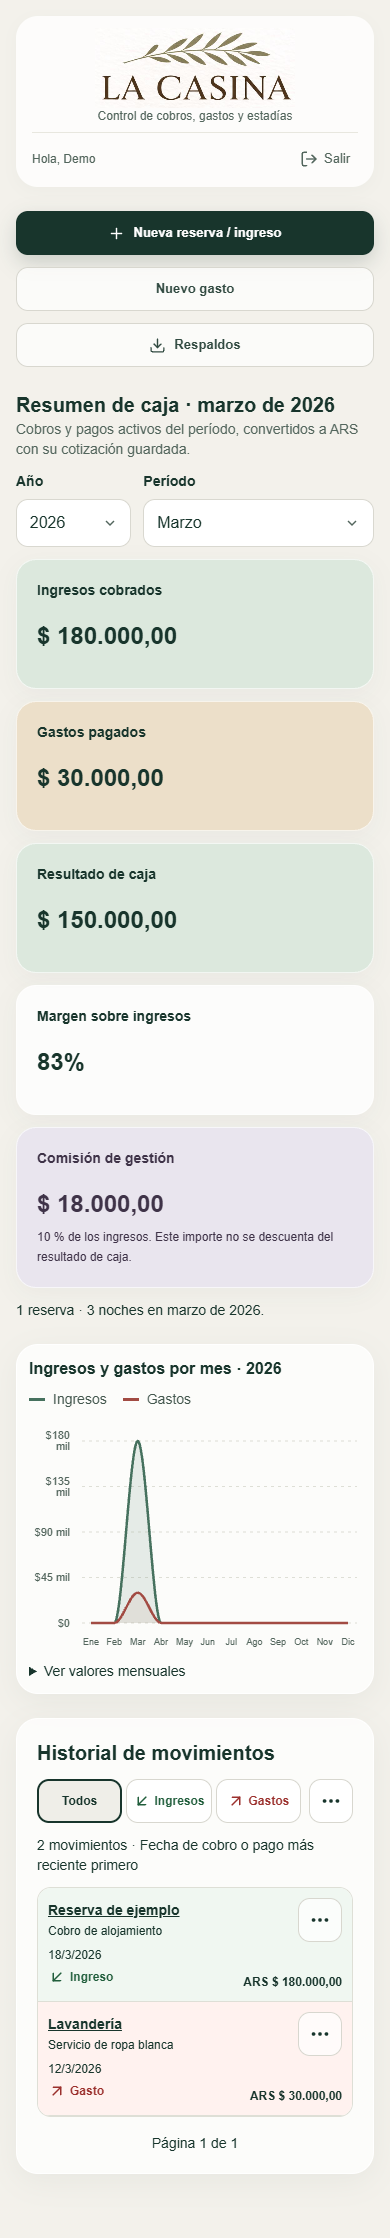 LA CASINA
Control de cobros, gastos y estadías
Hola, Demo
Salir
Nueva reserva / ingreso
Nuevo gasto
Respaldos
Resumen de caja · marzo de 2026
Cobros y pagos activos del período, convertidos a ARS
con su cotización guardada.
Año
Período
2026
Marzo
Ingresos cobrados
$ 180.000,00
Gastos pagados
$ 30.000,00
Resultado de caja
$ 150.000,00
Margen sobre ingresos
83%
Comisión de gestión
$ 18.000,00
10 % de los ingresos. Este importe no se descuenta del
resultado de caja.
1 reserva · 3 noches en marzo de 2026.
Ingresos y gastos por mes · 2026
Ingresos
Gastos
$180
mil
$135
mil
$90 mil
$45 mil
$0
Ene Feb Mar Abr May Jun Jul Ago Sep Oct Nov Dic
Ver valores mensuales
Historial de movimientos
Todos
Ingresos
Gastos
2 movimientos · Fecha de cobro o pago más
reciente primero
Reserva de ejemplo
Cobro de alojamiento
18/3/2026
Ingreso
ARS $ 180.000,00
Lavandería
Servicio de ropa blanca
12/3/2026
Gasto
ARS $ 30.000,00
Página 1 de 1